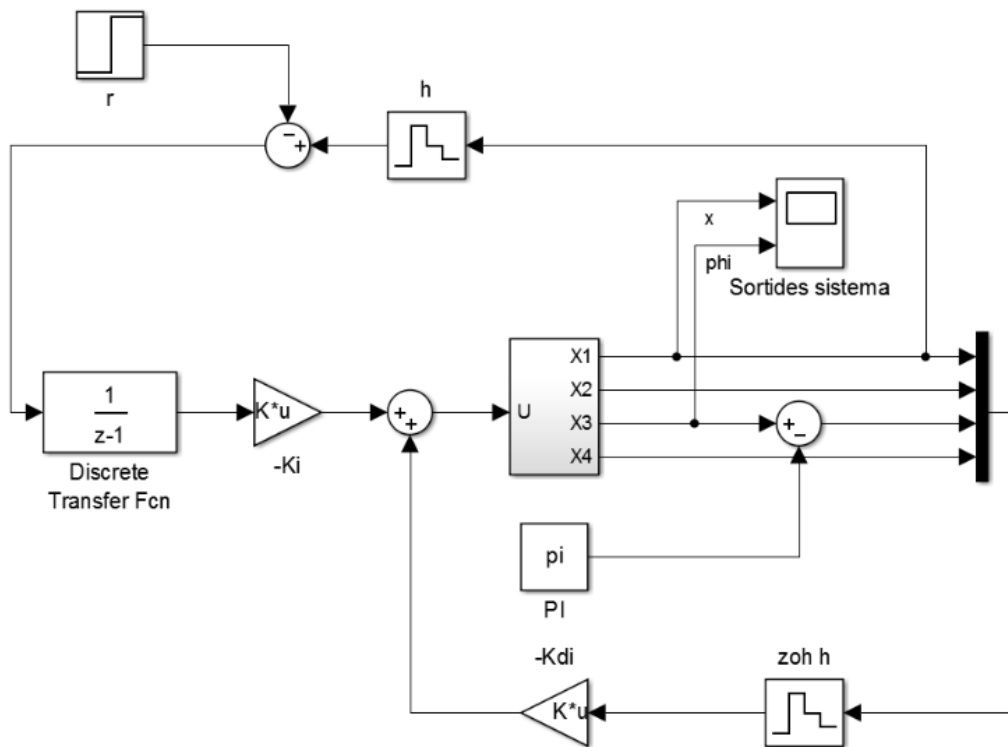 r
h
x
phi
Sortides sistema
1
z-1
Discrete
Transfer Fcn
K*u
-Ki
+
+
U
X1
X2
X3
X4
+
−
−
+
pi
PI
-Kdi
K*u
zoh h